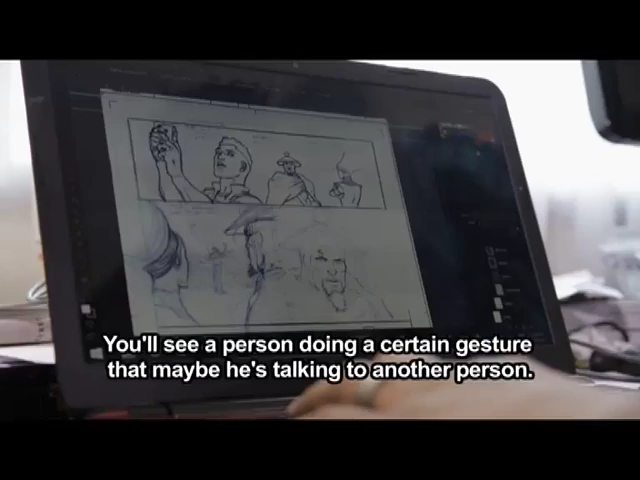 You'll see a person doing a certain gesture
that maybe he's talking to another person.